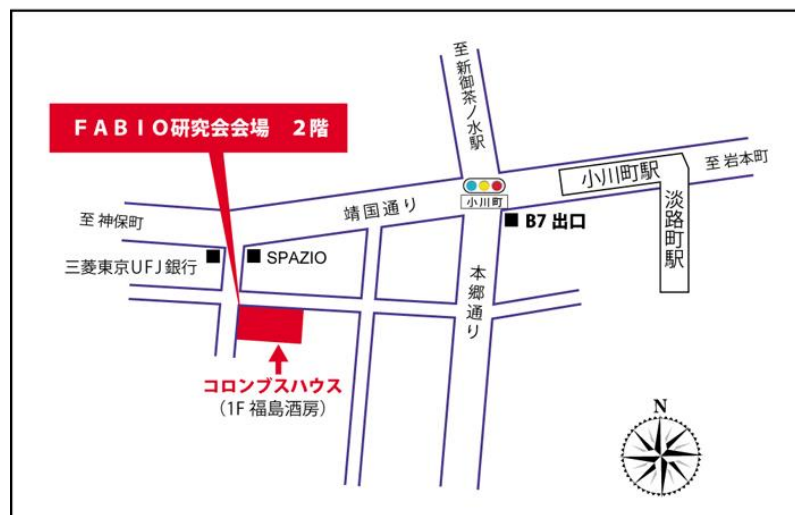 至新御茶ノ水駅
FABIO研究会会場 2階
小川町駅
至岩本町
淡路町駅
小川町
靖国通り
B7 出口
至神保町
三菱東京UFJ銀行
SPAZIO
本郷通り
コロンブスハウス
(1F 福島酒房)
N